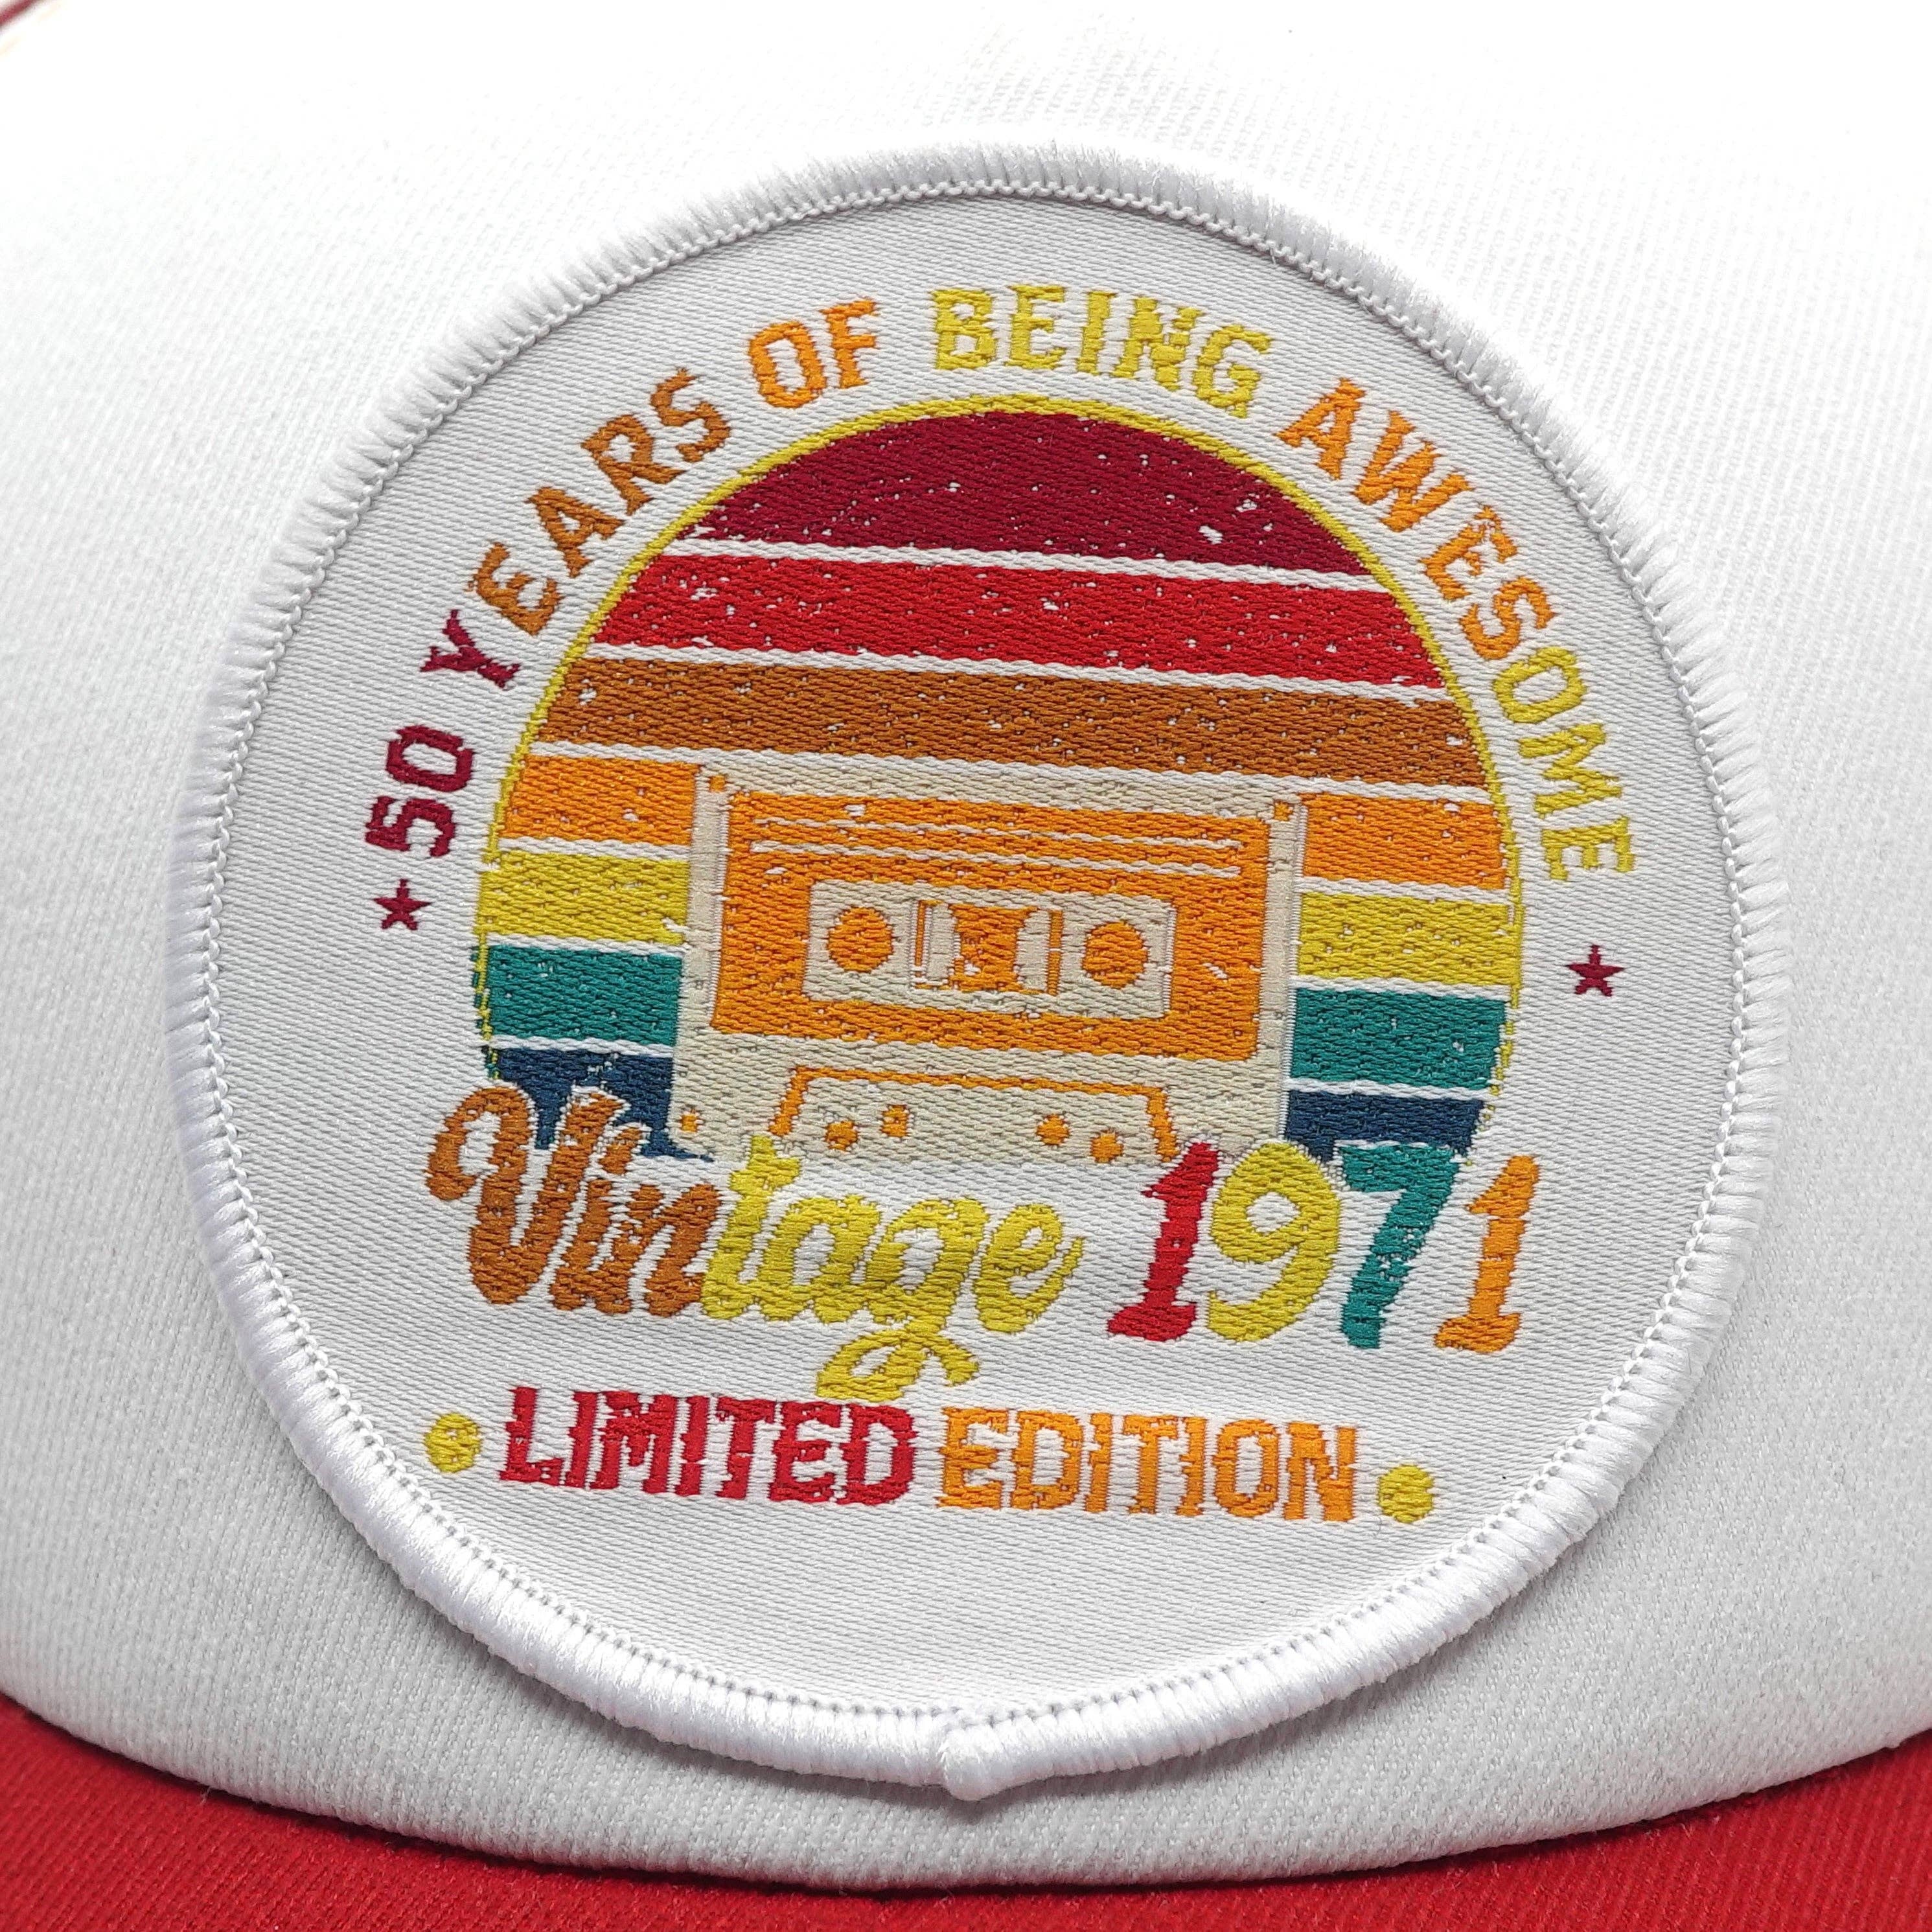 50 YEARS OF BEING AWESOME
Vintage 1971
LIMITED EDITION